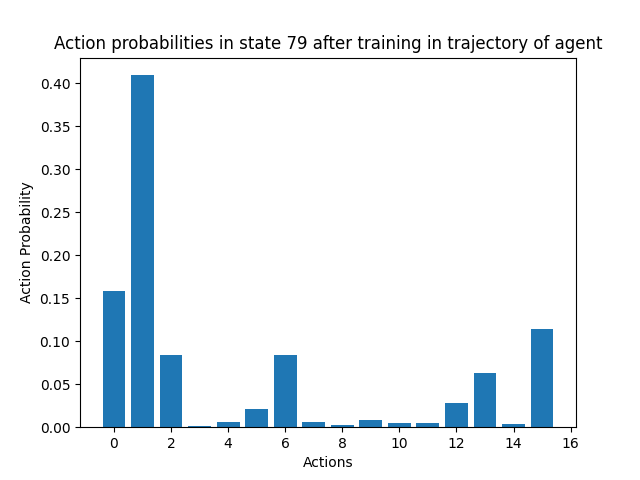 Action probabilities in state 79 after training in trajectory of agent
0.40
0.35
0.30
0.25
0.20
0.15
0.10
0.05
0.00
Action Probability
0 2 4 6 8 10 12 14 16
Actions